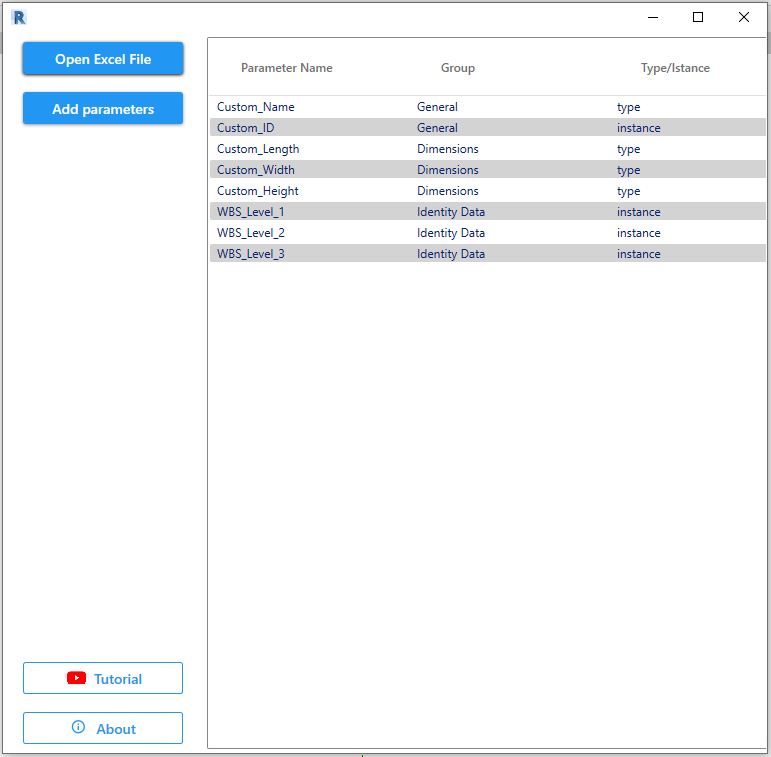 R
Open Excel File
Add parameters
Parameter Name Group Type/Istance
Custom_Name General type
Custom_ID General instance
Custom_Length Dimensions type
Custom_Width Dimensions type
Custom_Height Dimensions type
WBS_Level_1 Identity Data instance
WBS_Level_2 Identity Data instance
WBS_Level_3 Identity Data instance
Tutorial
About